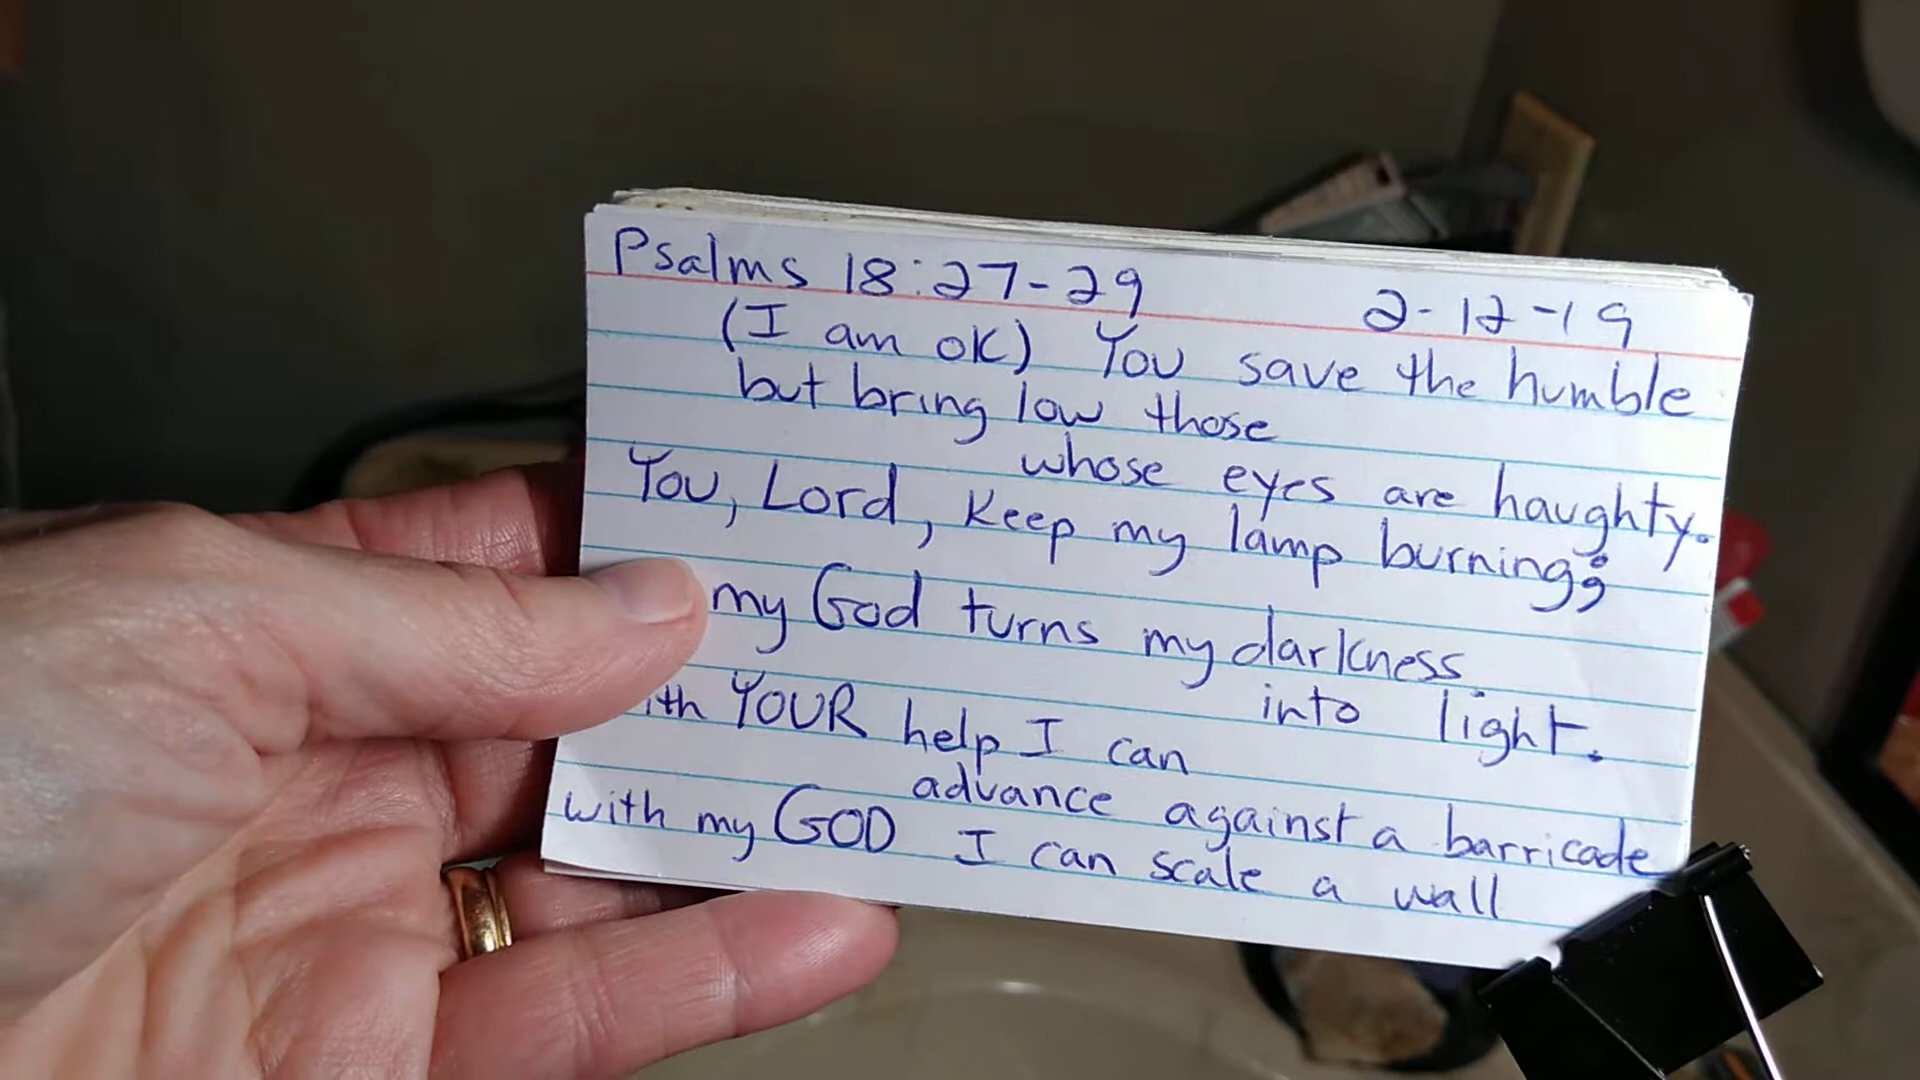 Psalms 18:27-29 2-12-19
(I am OK) You save the humble
but bring low those
whose eyes are haughty.
You, Lord, keep my lamp burning;
my God turns my darkness
into light.
ith YOUR help I can
advance against a barricade
with my GOD I can scale a wall